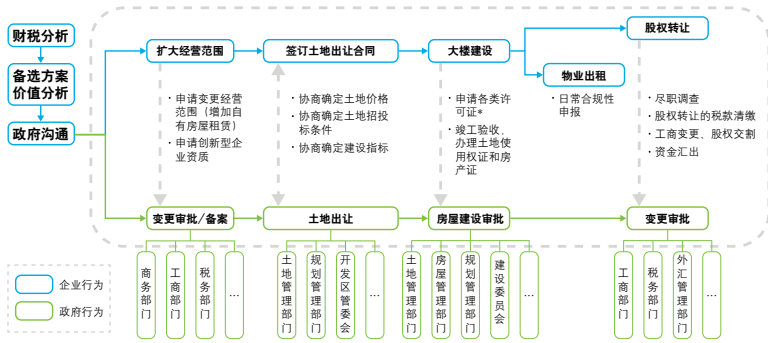 财税分析
备选方案
价值分析
政府沟通
扩大经营范围
签订土地出让合同
大楼建设
股权转让
物业出租
・申请变更经营
范围（增加自
有房屋租赁）
・申请创新型企
业资质
・协商确定土地价格
・协商确定土地招投
标条件
・协商确定建设指标
・申请各类许
可证*
・竣工验收、
办理土地使
用权证和房
产证
・日常合规性
申报
・尽职调查
・股权转让的税款清缴
・工商变更、股权交割
・资金汇出
变更审批/备案
土地出让
房屋建设审批
变更审批
商务部门
工商部门
税务部门
…
土地管理部门
规划管理部门
开发区管委会
…
土地管理部门
房屋管理部门
规划管理部门
建设委员会
…
工商部门
税务部门
外汇管理部门
…
企业行为
政府行为